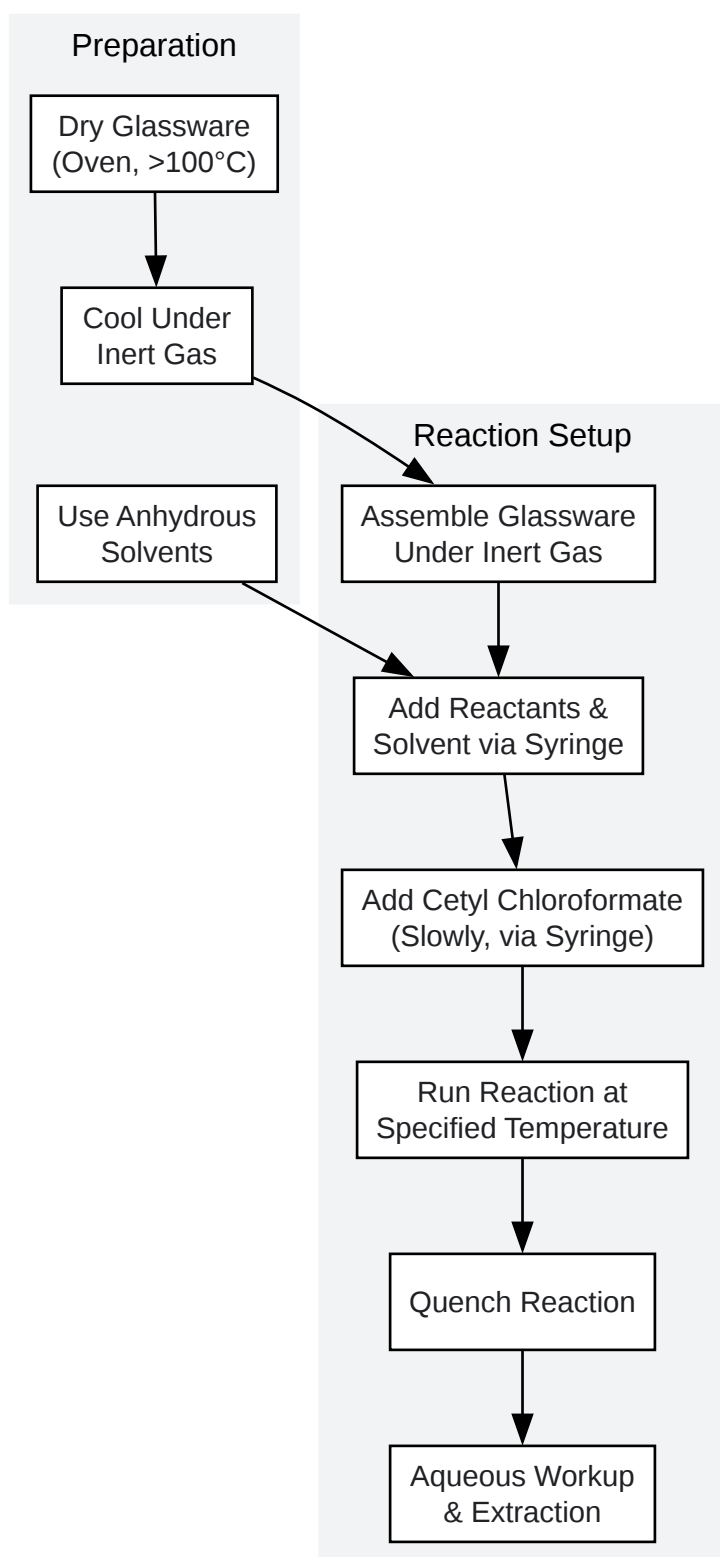 Preparation
Dry Glassware
(Oven, >100°C)
Cool Under
Inert Gas
Use Anhydrous
Solvents
Reaction Setup
Assemble Glassware
Under Inert Gas
Add Reactants &
Solvent via Syringe
Add Cetyl Chloroformate
(Slowly, via Syringe)
Run Reaction at
Specified Temperature
Quench Reaction
Aqueous Workup
& Extraction